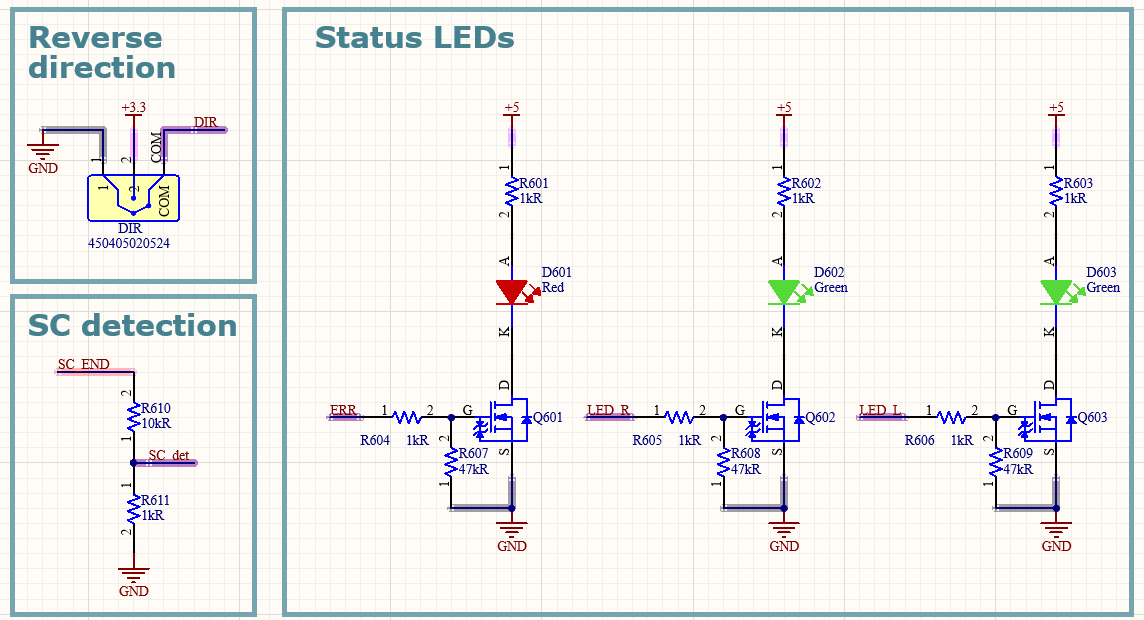 Reverse
direction
+3.3
DIR
GND
1
2
COM
1
2
COM
DIR
450405020524
SC detection
SC_END
2
R610
10kR
1
SC_det
1
R611
1kR
2
GND
Status LEDs
+5
1
R601
1kR
2
A
D601
Red
K
D
ERR
1
2
G
Q601
R604
1kR
2
R607
47kR
1
S
GND
+5
1
R602
1kR
2
A
D602
Green
K
D
LED_R
1
2
G
Q602
R605
1kR
2
R608
47kR
1
S
GND
+5
1
R603
1kR
2
A
D603
Green
K
D
LED_L
1
2
G
Q603
R606
1kR
2
R609
47kR
1
S
GND